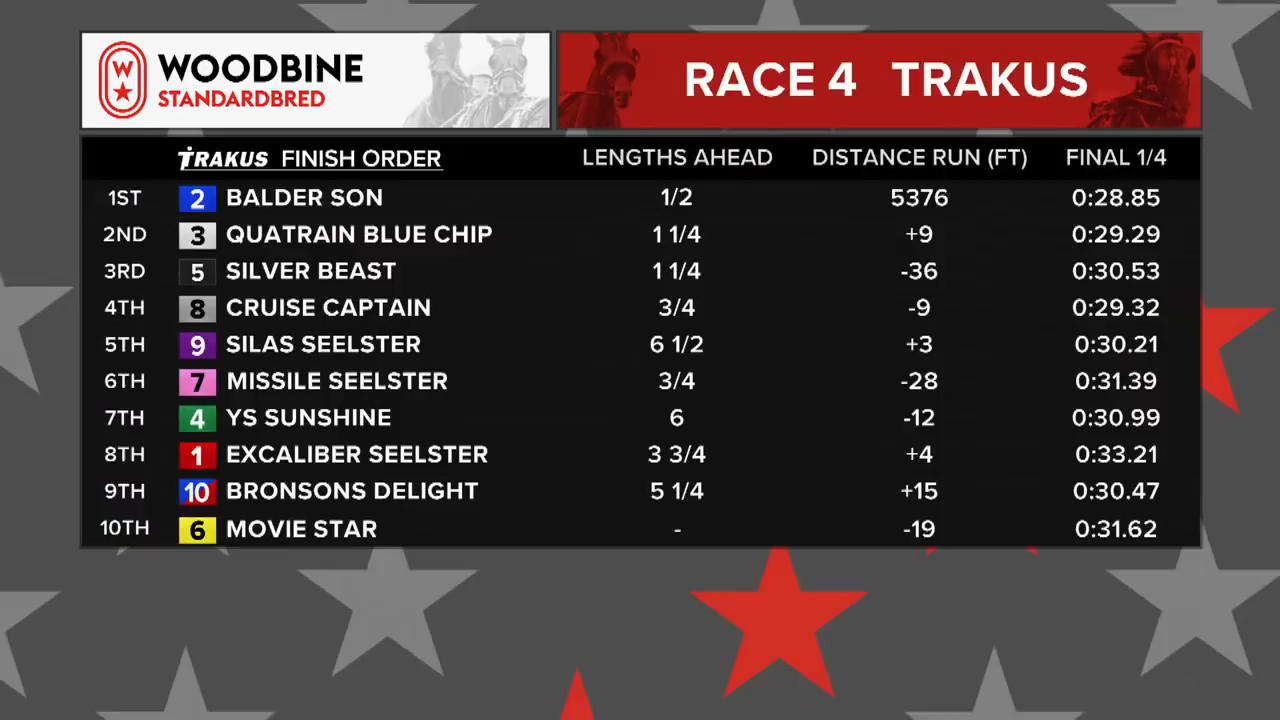 W
WOODBINE
STANDARDBRED
RACE 4 TRAKUS
TRAKUS FINISH ORDER LENGTHS AHEAD DISTANCE RUN (FT) FINAL 1/4
1ST 2 BALDER SON 1/2 5376 0:28.85
2ND 3 QUATRAIN BLUE CHIP 1 1/4 +9 0:29.29
3RD 5 SILVER BEAST 1 1/4 -36 0:30.53
4TH 8 CRUISE CAPTAIN 3/4 -9 0:29.32
5TH 9 SILAS SEELSTER 6 1/2 +3 0:30.21
6TH 7 MISSILE SEELSTER 3/4 -28 0:31.39
7TH 4 YS SUNSHINE 6 -12 0:30.99
8TH 1 EXCALIBER SEELSTER 3 3/4 +4 0:33.21
9TH 10 BRONSONS DELIGHT 5 1/4 +15 0:30.47
10TH 6 MOVIE STAR - -19 0:31.62